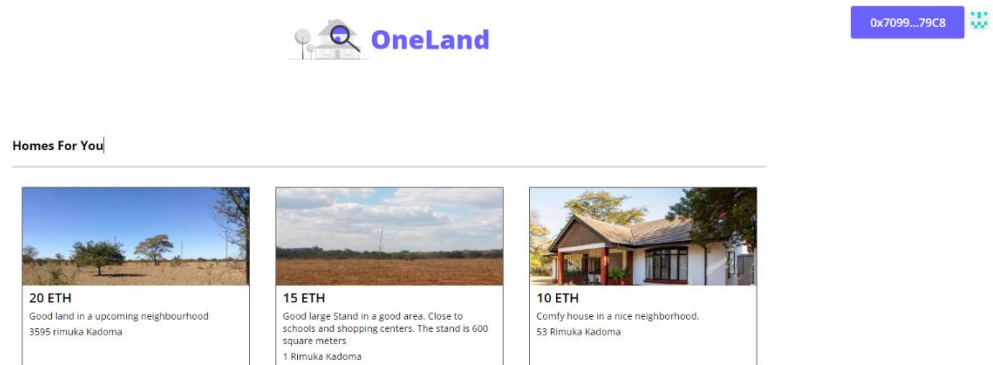 OneLand
0x7099...79C8
Homes For You
20 ETH
Good land in a upcoming neighbourhood
3595 rimuka Kadoma
15 ETH
Good large Stand in a good area. Close to
schools and shopping centers. The stand is 600
square meters
1 Rimuka Kadoma
10 ETH
Comfy house in a nice neighborhood.
53 Rimuka Kadoma